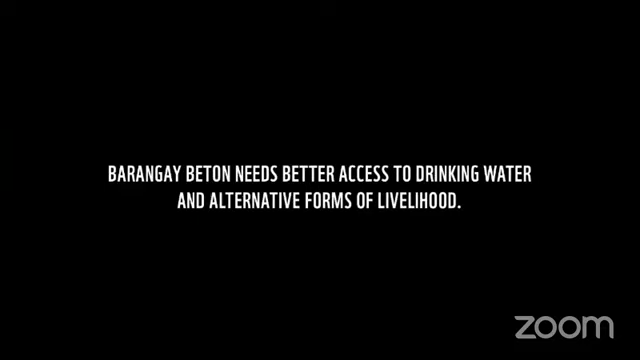 BARANGAY BETON NEEDS BETTER ACCESS TO DRINKING WATER
AND ALTERNATIVE FORMS OF LIVELIHOOD.
zoom